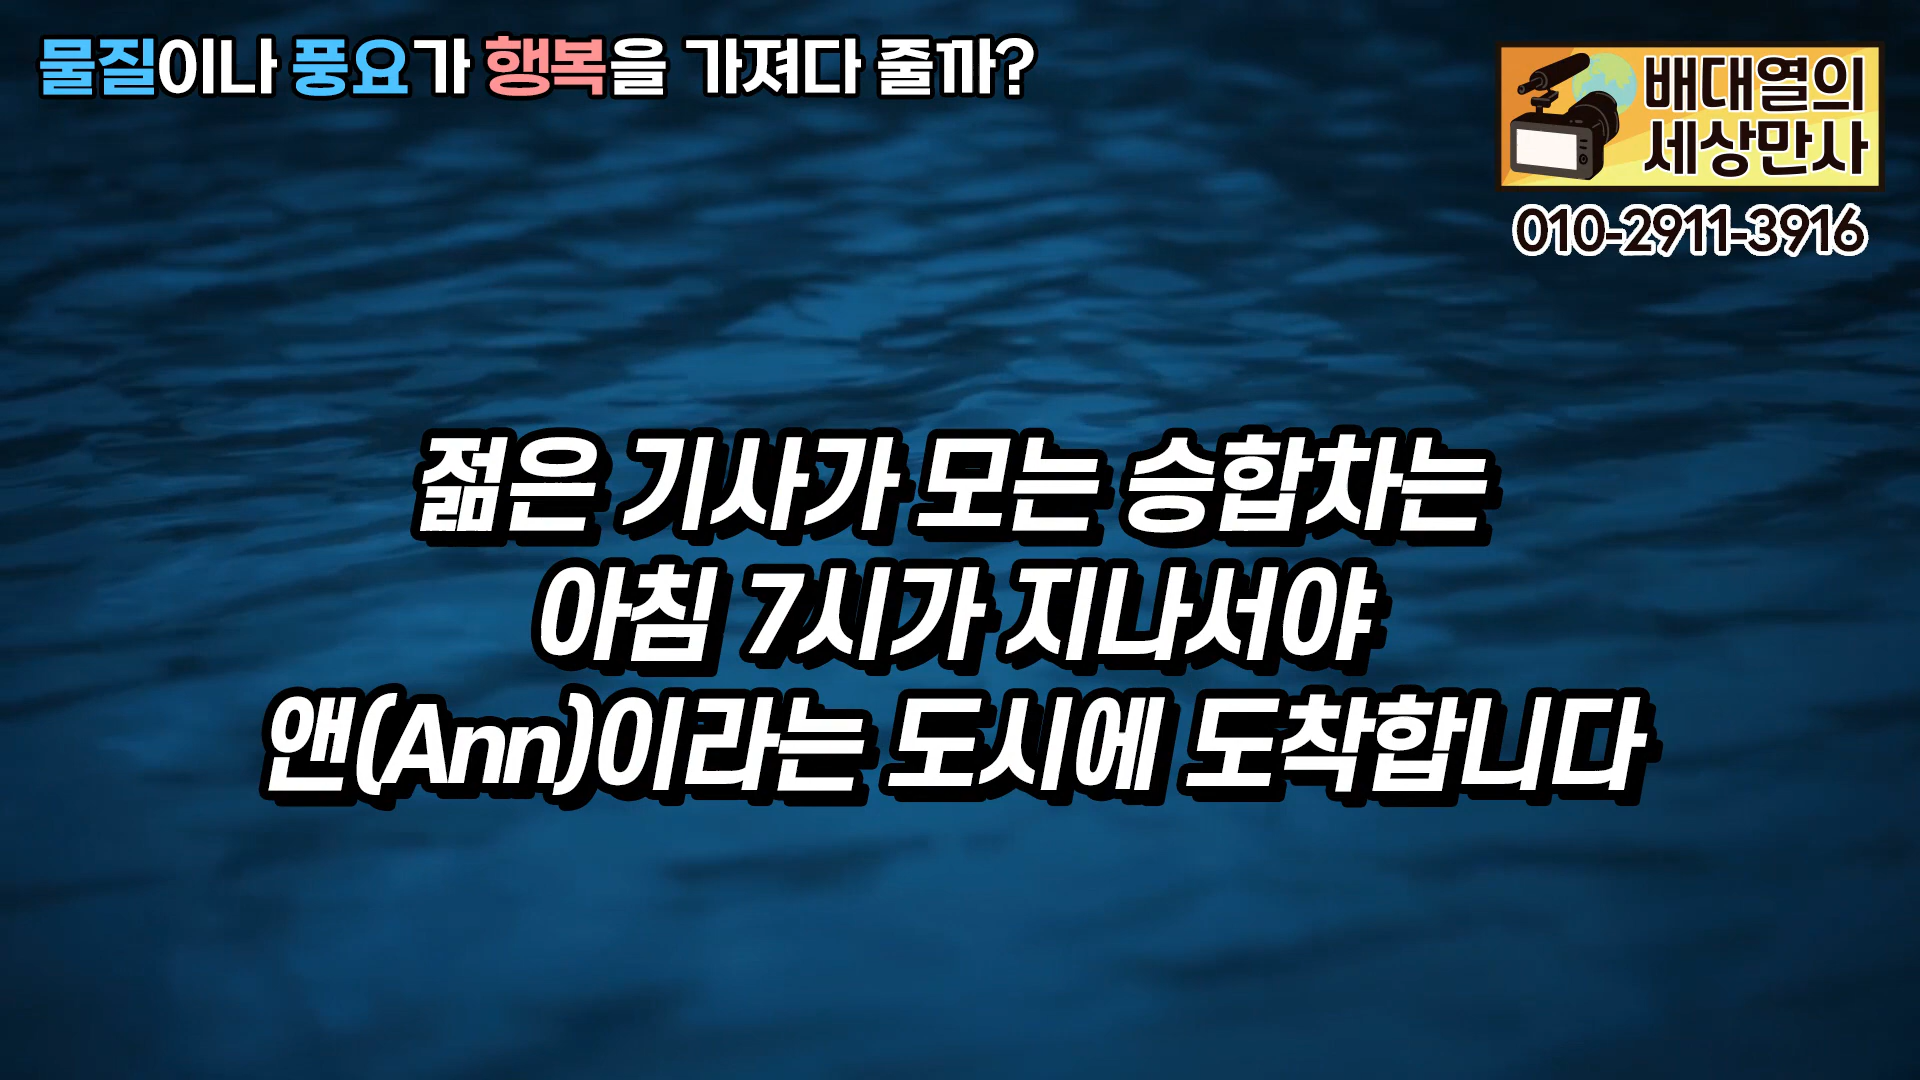 물질이나 풍요가 행복을 가져다 줄까?
배대열의
세상만사
010-2911-3916
젊은 기사가 모는 승합차는
아침 7시가 지나서야
앤(Ann)이라는 도시에 도착합니다